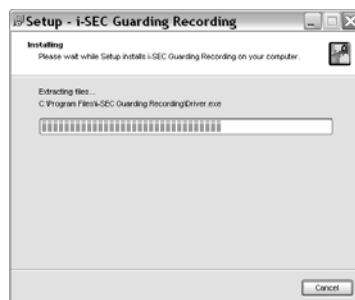 Setup - i-SEC Guarding Recording
Installing
Please wait while Setup installs i-SEC Guarding Recording on your computer.
Extracting files...
C:\Program Files\i-SEC Guarding Recording\Driver.exe
Cancel